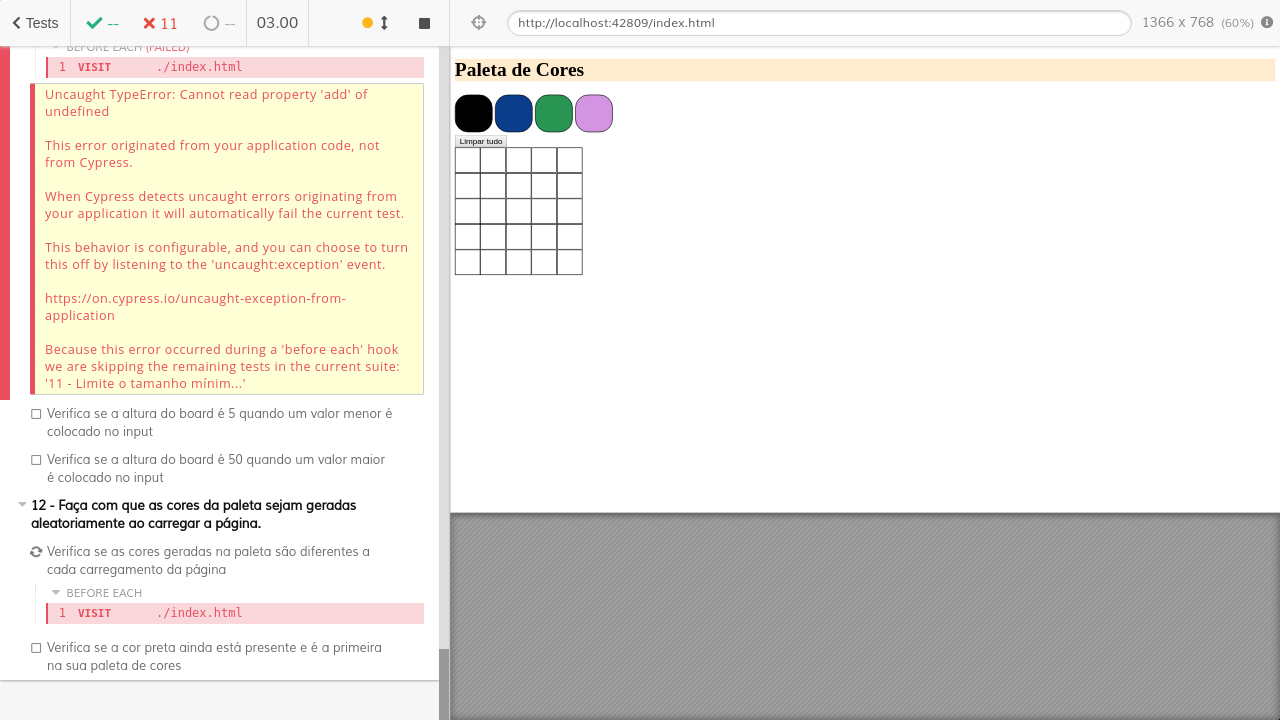 Tests
--
11
--
03.00
http://localhost:42809/index.html
1366 x 768 (60%)
BEFORE EACH (FAILED)
1 VISIT ./index.html
Uncaught TypeError: Cannot read property 'add' of
undefined
This error originated from your application code, not
from Cypress.
When Cypress detects uncaught errors originating from
your application it will automatically fail the current test.
This behavior is configurable, and you can choose to turn
this off by listening to the 'uncaught:exception' event.
https://on.cypress.io/uncaught-exception-from-
application
Because this error occurred during a 'before each' hook
we are skipping the remaining tests in the current suite:
'11 - Limite o tamanho mínim...'
Verifica se a altura do board é 5 quando um valor menor é
colocado no input
Verifica se a altura do board é 50 quando um valor maior
é colocado no input
12 - Faça com que as cores da paleta sejam geradas
aleatoriamente ao carregar a página.
Verifica se as cores geradas na paleta são diferentes a
cada carregamento da página
BEFORE EACH
1 VISIT ./index.html
Verifica se a cor preta ainda está presente e é a primeira
na sua paleta de cores
Paleta de Cores
Limpar tudo